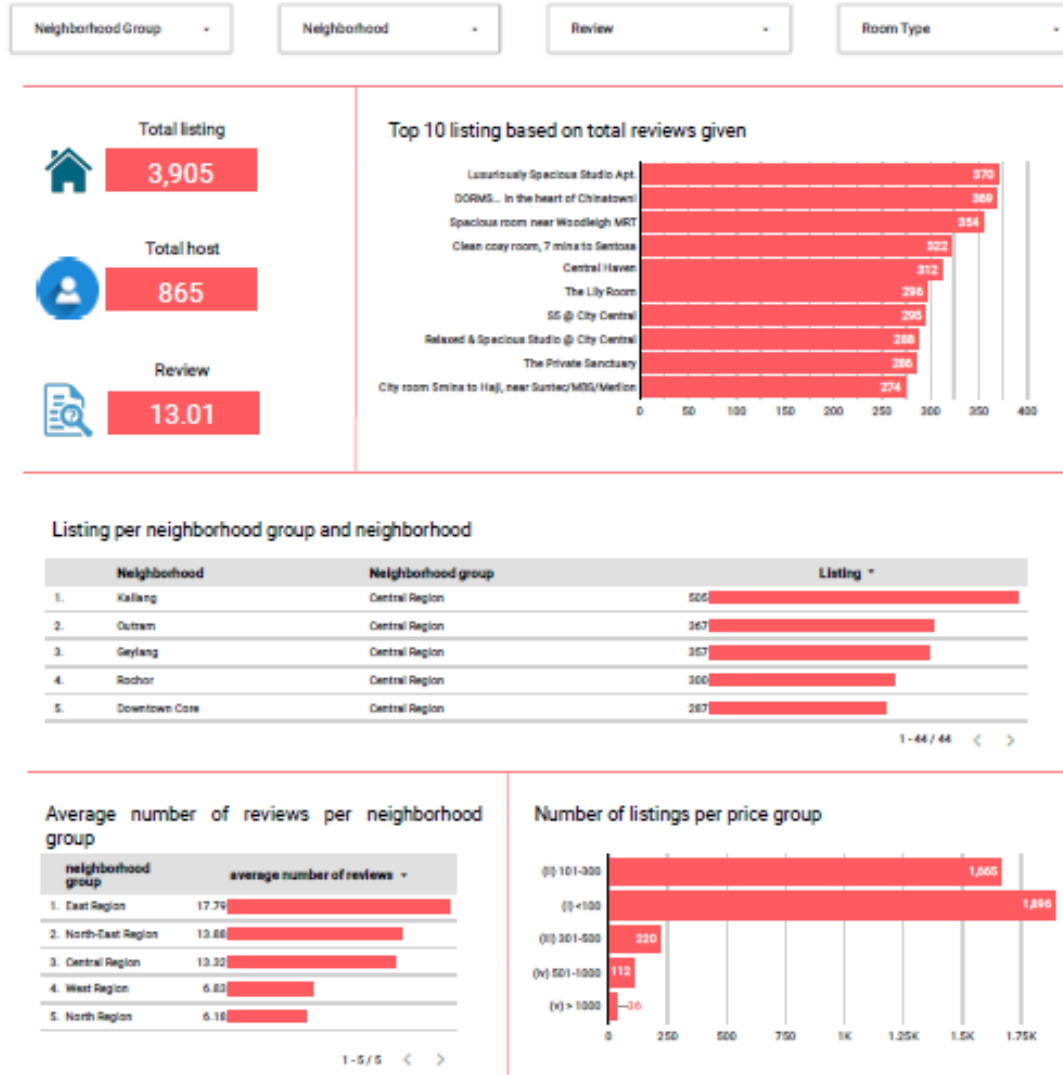 Neighborhood Group
Neighborhood
Review
Room Type
Total listing
3,905
Total host
865
Review
13.01
Top 10 listing based on total reviews given
Luxuriously Spacious Studio Apt. 370
DORMS... in the heart of Chinatown! 369
Spacious room near Woodleigh MRT 354
Clean cosy room, 7 mins to Sentosa 322
Central Haven 312
The Lily Room 296
S5 @ City Central 295
Relaxed & Spacious Studio @ City Central 288
The Private Sanctuary 286
City room 5mins to Haji, near Suntec/MBS/Merlion 274
0 50 100 150 200 250 300 350 400
Listing per neighborhood group and neighborhood
Neighborhood Neighborhood group Listing
1. Kallang Central Region 505
2. Outram Central Region 367
3. Geylang Central Region 357
4. Rochor Central Region 300
5. Downtown Core Central Region 287
1 - 44 / 44
Average number of reviews per neighborhood
group
neighborhood
group
average number of reviews
1. East Region 17.79
2. North-East Region 13.88
3. Central Region 13.32
4. West Region 6.83
5. North Region 6.18
1 - 5 / 5
Number of listings per price group
(ii) 101-300 1,665
(i) <100 1,896
(iii) 301-500 220
(iv) 501-1000 112
(v) > 1000 36
0 250 500 750 1K 1.25K 1.5K 1.75K